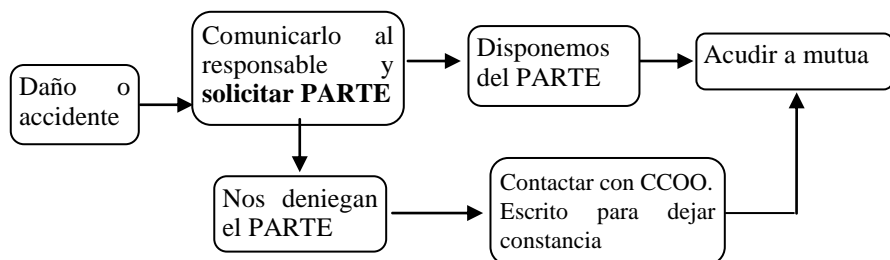 Daño o
accidente
Comunicarlo al
responsable y
solicitar PARTE
Disponemos
del PARTE
Acudir a mutua
Nos deniegan
el PARTE
Contactar con CCOO.
Escrito para dejar
constancia